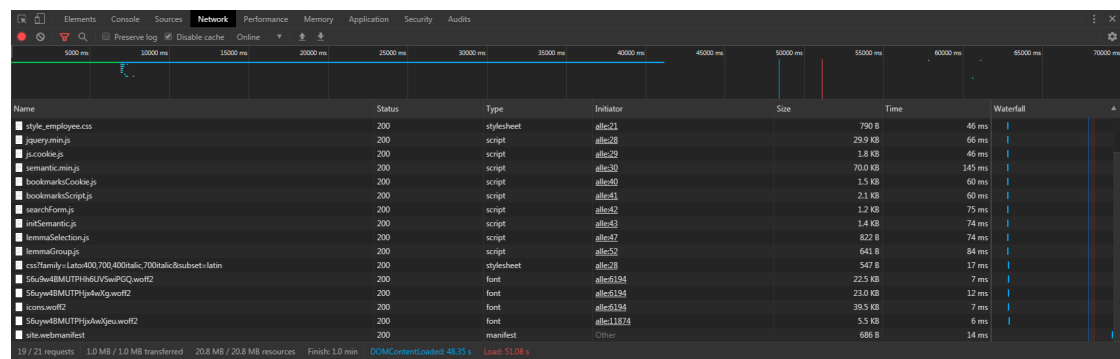 Elements Console Sources Network Performance Memory Application Security Audits
Preserve log Disable cache Online
5000 ms 10000 ms 15000 ms 20000 ms 25000 ms 30000 ms 35000 ms 40000 ms 45000 ms 50000 ms 55000 ms 60000 ms 65000 ms 70000 ms
Name Status Type Initiator Size Time Waterfall
style_employee.css 200 stylesheet alle:21 790 B 46 ms
jquery.min.js 200 script alle:28 29.9 KB 66 ms
js.cookie.js 200 script alle:29 1.8 KB 46 ms
semantic.min.js 200 script alle:30 70.0 KB 145 ms
bookmarksCookie.js 200 script alle:40 1.5 KB 60 ms
bookmarksScript.js 200 script alle:41 2.1 KB 60 ms
searchForm.js 200 script alle:42 1.2 KB 75 ms
initSemantic.js 200 script alle:43 1.4 KB 74 ms
lemmaSelection.js 200 script alle:47 822 B 74 ms
lemmaGroup.js 200 script alle:52 641 B 84 ms
css?family=Lato:400,700,400italic,700italic&subset=latin 200 stylesheet alle:28 547 B 17 ms
S6u9w4BMUTPHh6UVSwiPGQ.woff2 200 font alle:6194 22.5 KB 7 ms
S6uyw4BMUTPHjx4wXg.woff2 200 font alle:6194 23.0 KB 12 ms
icons.woff2 200 font alle:6194 39.5 KB 7 ms
S6uyw4BMUTPHjxAwXjeu.woff2 200 font alle:11874 5.5 KB 6 ms
site.webmanifest 200 manifest Other 686 B 14 ms
19 / 21 requests 1.0 MB / 1.0 MB transferred 20.8 MB / 20.8 MB resources Finish: 1.0 min DOMContentLoaded: 48.35 s Load: 51.08 s